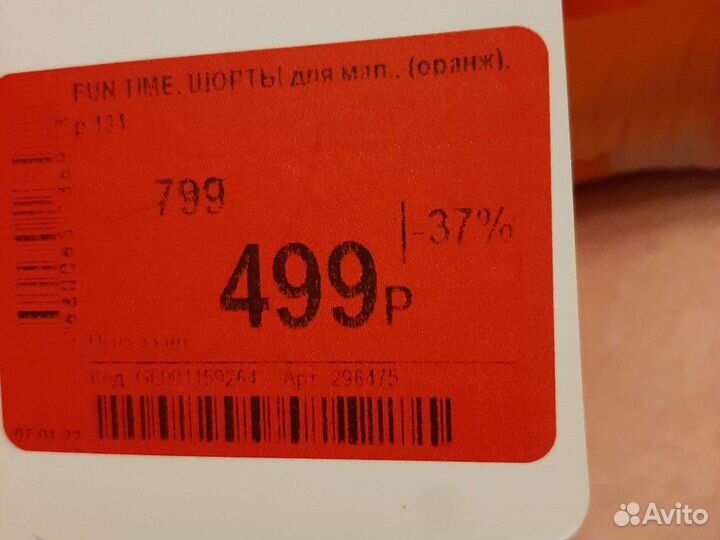 FUN TIME. ШОРТЫ для мал.. (оранж).
р.134
799
-37%
499Р
Цена за шт
Код GL001159264 Арт 296475
07.04.22
Avito